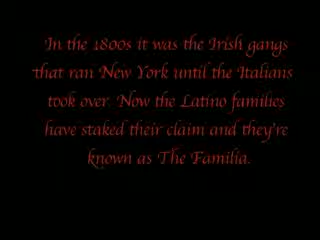 In the 1800s it was the Irish gangs
that ran New York until the Italians
took over. Now the Latino families
have staked their claim and they're
known as The Familia.